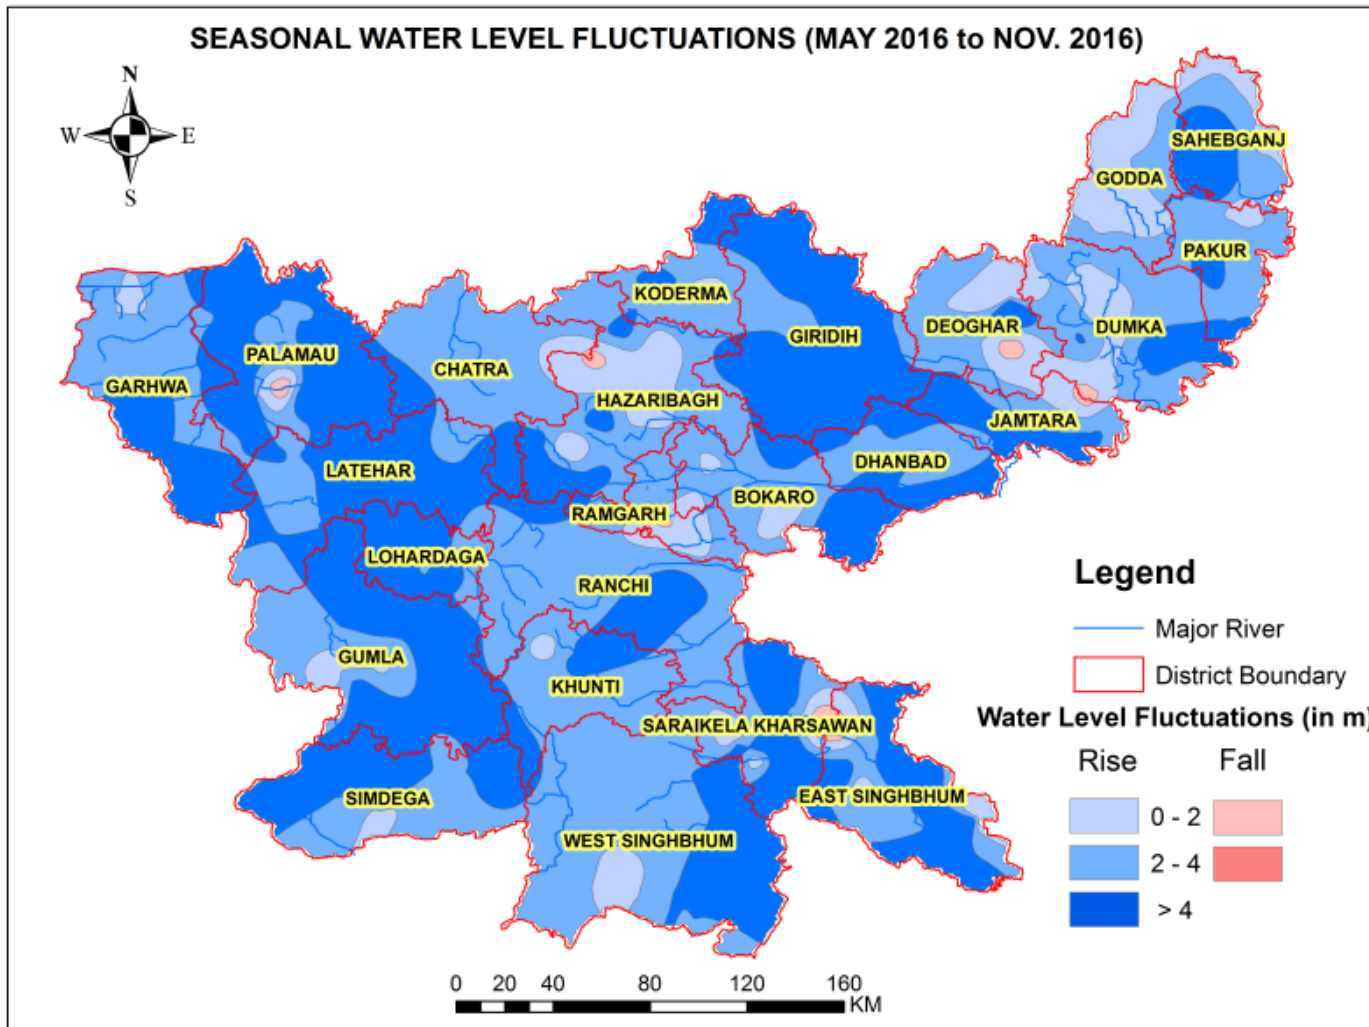 SEASONAL WATER LEVEL FLUCTUATIONS (MAY 2016 to NOV. 2016)
N
W E
S
SAHEBGANJ
GODDA
PAKUR
KODERMA
GIRIDIH
DEOGHAR
DUMKA
PALAMAU
CHATRA
GARHWA
HAZARIBAGH
JAMTARA
LATEHAR
DHANBAD
BOKARO
RAMGARH
LOHARDAGA
RANCHI
GUMLA
KHUNTI
SARAIKELA KHARSAWAN
SIMDEGA
EAST SINGHBHUM
WEST SINGHBHUM
Legend
Major River
District Boundary
Water Level Fluctuations (in m)
Rise Fall
0 - 2
2 - 4
> 4
0 20 40 80 120 160
KM